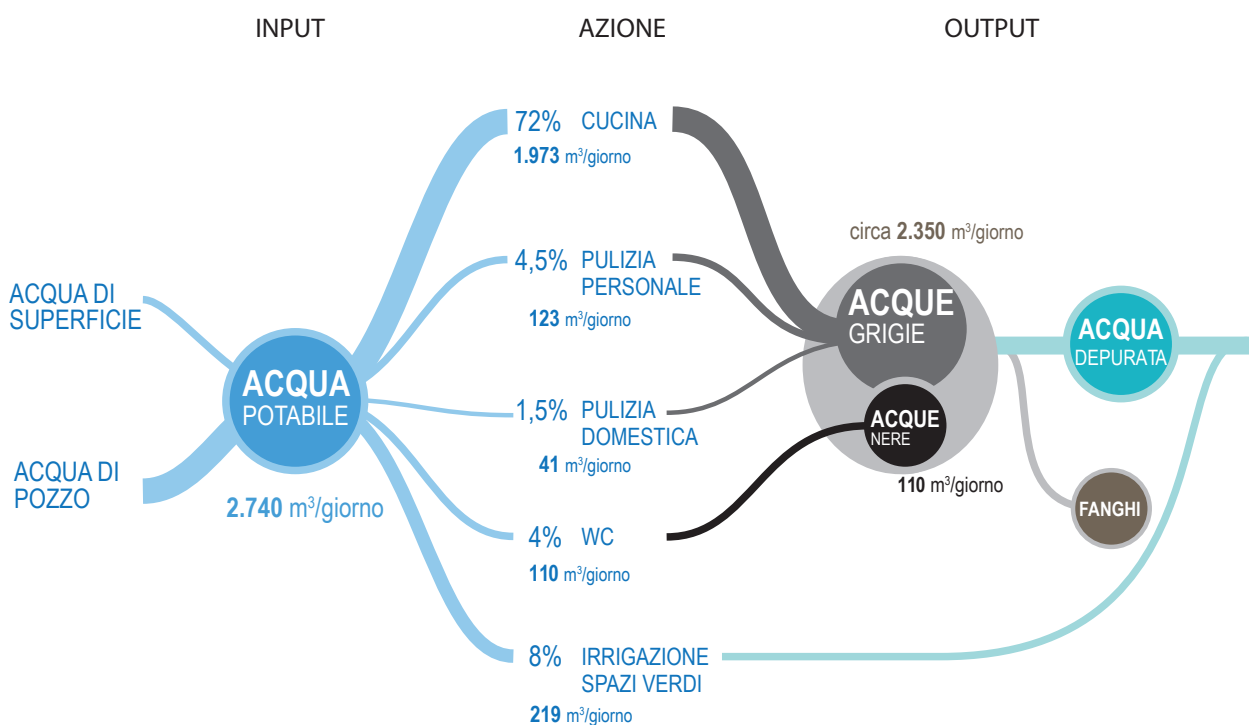 INPUT
AZIONE
OUTPUT
ACQUA DI
SUPERFICIE
ACQUA DI
POZZO
ACQUA
POTABILE
2.740 m³/giorno
72% CUCINA
1.973 m³/giorno
4,5% PULIZIA
PERSONALE
123 m³/giorno
1,5% PULIZIA
DOMESTICA
41 m³/giorno
4% WC
110 m³/giorno
8% IRRIGAZIONE
SPAZI VERDI
219 m³/giorno
circa 2.350 m³/giorno
ACQUE
GRIGIE
ACQUE
NERE
110 m³/giorno
ACQUA
DEPURATA
FANGHI